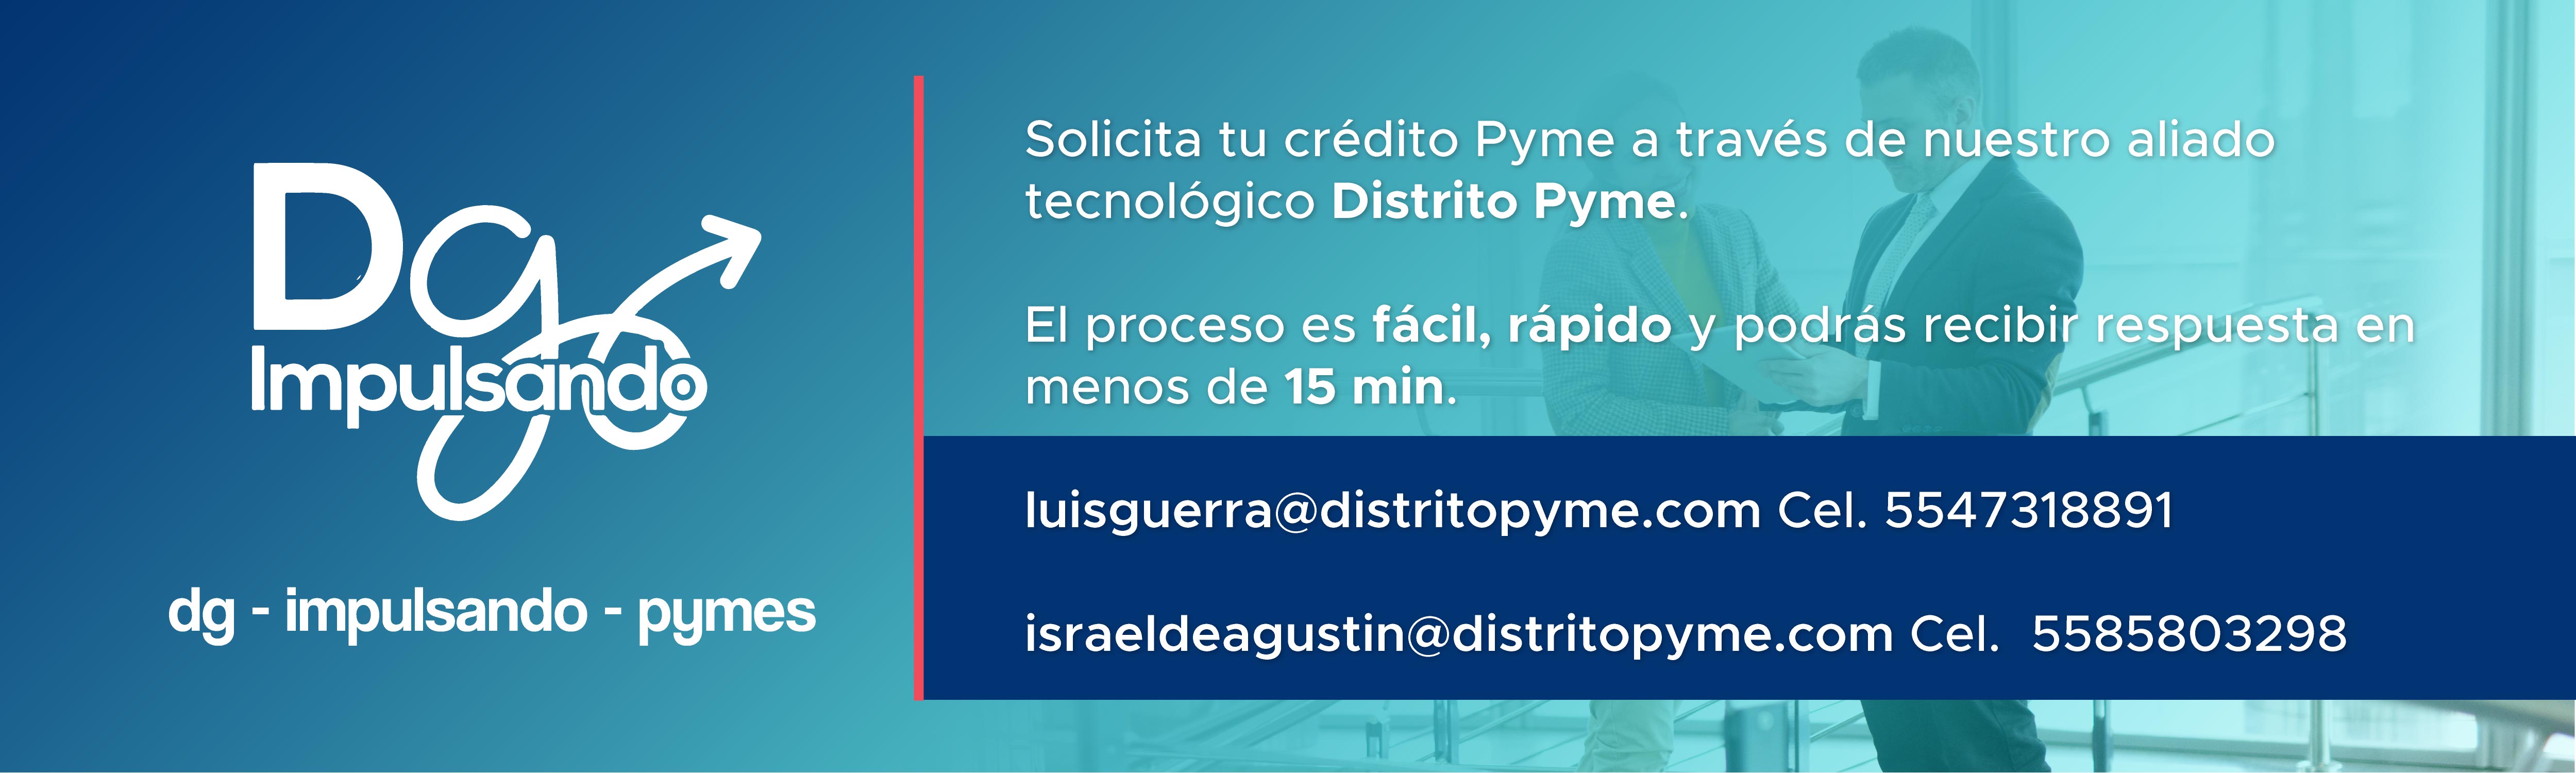 Dg
Impulsando
dg - impulsando - pymes
Solicita tu crédito Pyme a través de nuestro aliado
tecnológico Distrito Pyme.
El proceso es fácil, rápido y podrás recibir respuesta en
menos de 15 min.
luisguerra@distritopyme.com Cel. 5547318891
israeldeagustin@distritopyme.com Cel.  5585803298